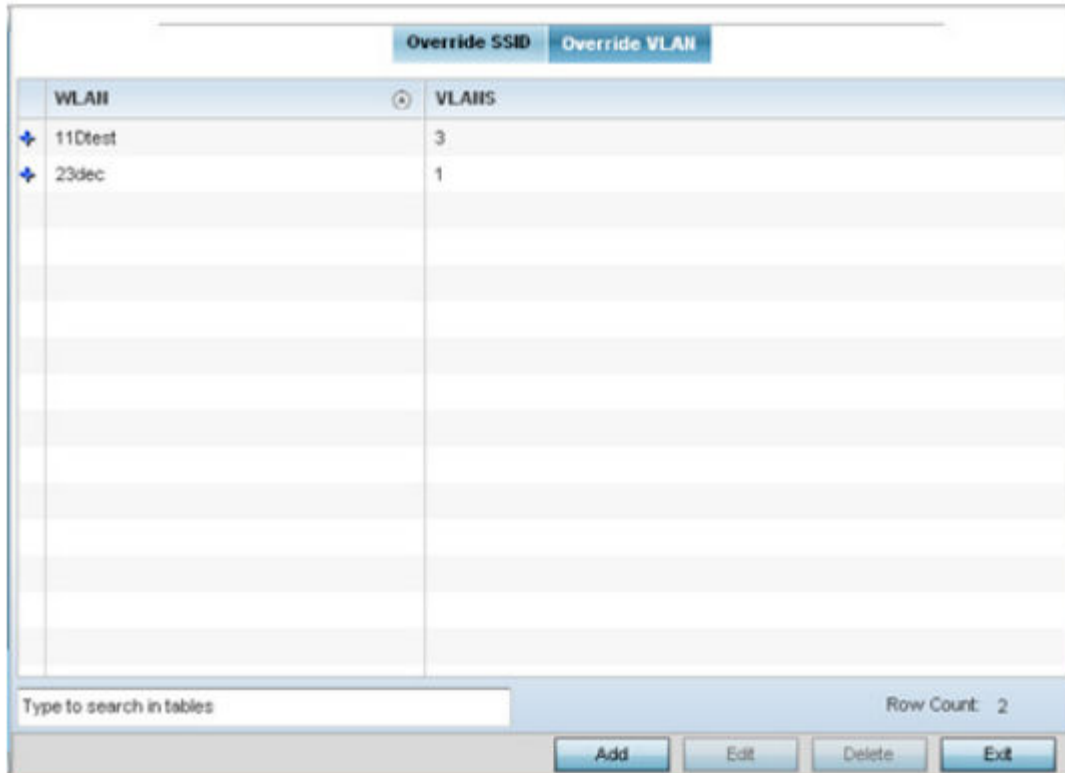 Override SSID Override VLAN
WLAN VLANS
11Dtest 3
23dec 1
Type to search in tables Row Count: 2
Add Edit Delete Exit